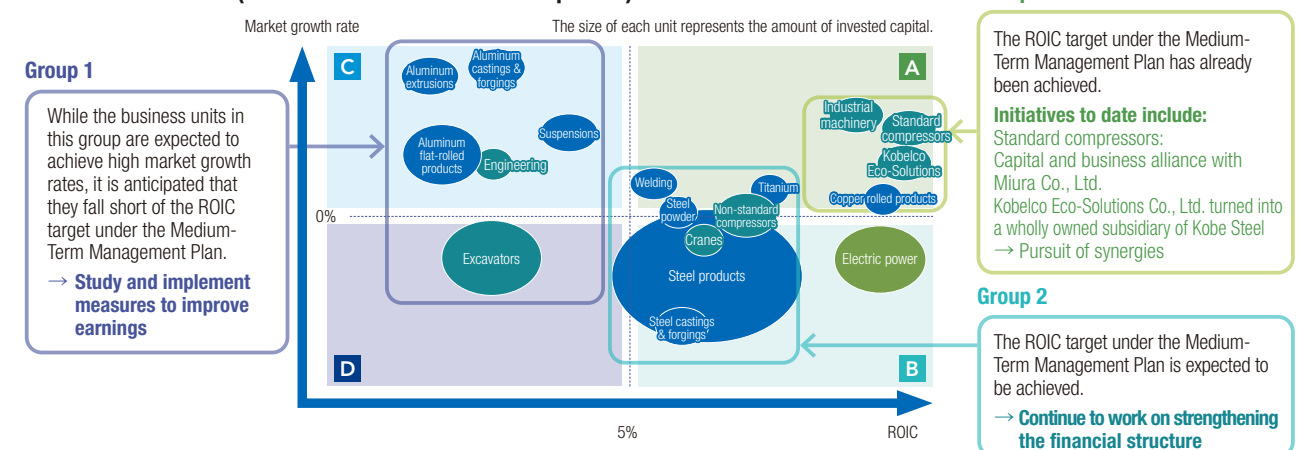 Market growth rate
The size of each unit represents the amount of invested capital.
Group 1
While the business units in
this group are expected to
achieve high market growth
rates, it is anticipated that
they fall short of the ROIC
target under the Medium-
Term Management Plan.
→ Study and implement
measures to improve
earnings
C
Aluminum
extrusions
Aluminum
castings &
forgings
Aluminum
flat-rolled
products
Engineering
Suspensions
A
Industrial
machinery
Standard
compressors
Kobelco
Eco-Solutions
Copper rolled products
0%
Welding
Titanium
Steel
powder
Non-standard
compressors
Cranes
Steel products
Steel castings
& forgings
Excavators
Electric power
D
B
5%
ROIC
The ROIC target under the Medium-
Term Management Plan has already
been achieved.
Initiatives to date include:
Standard compressors:
Capital and business alliance with
Miura Co., Ltd.
Kobelco Eco-Solutions Co., Ltd. turned into
a wholly owned subsidiary of Kobe Steel
→ Pursuit of synergies
Group 2
The ROIC target under the Medium-
Term Management Plan is expected to
be achieved.
→ Continue to work on strengthening
the financial structure